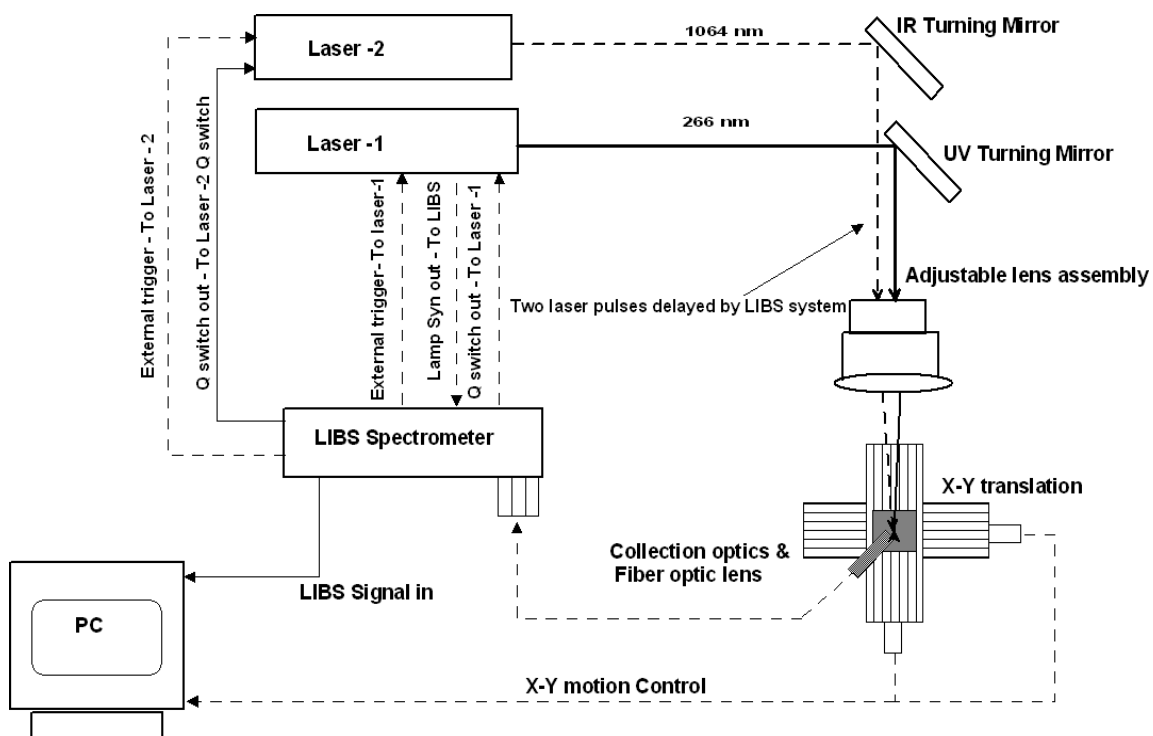 1064 nm
IR Turning Mirror
Laser -2
266 nm
Laser -1
UV Turning Mirror
External trigger - To Laser - 2
Q switch out - To Laser -2 Q switch
External trigger- To laser-1
Lamp Syn out - To LIBS
Q switch out - To Laser -1
Adjustable lens assembly
Two laser pulses delayed by LIBS system
LIBS Spectrometer
X-Y translation
Collection optics &
Fiber optic lens
LIBS Signal in
PC
X-Y motion Control